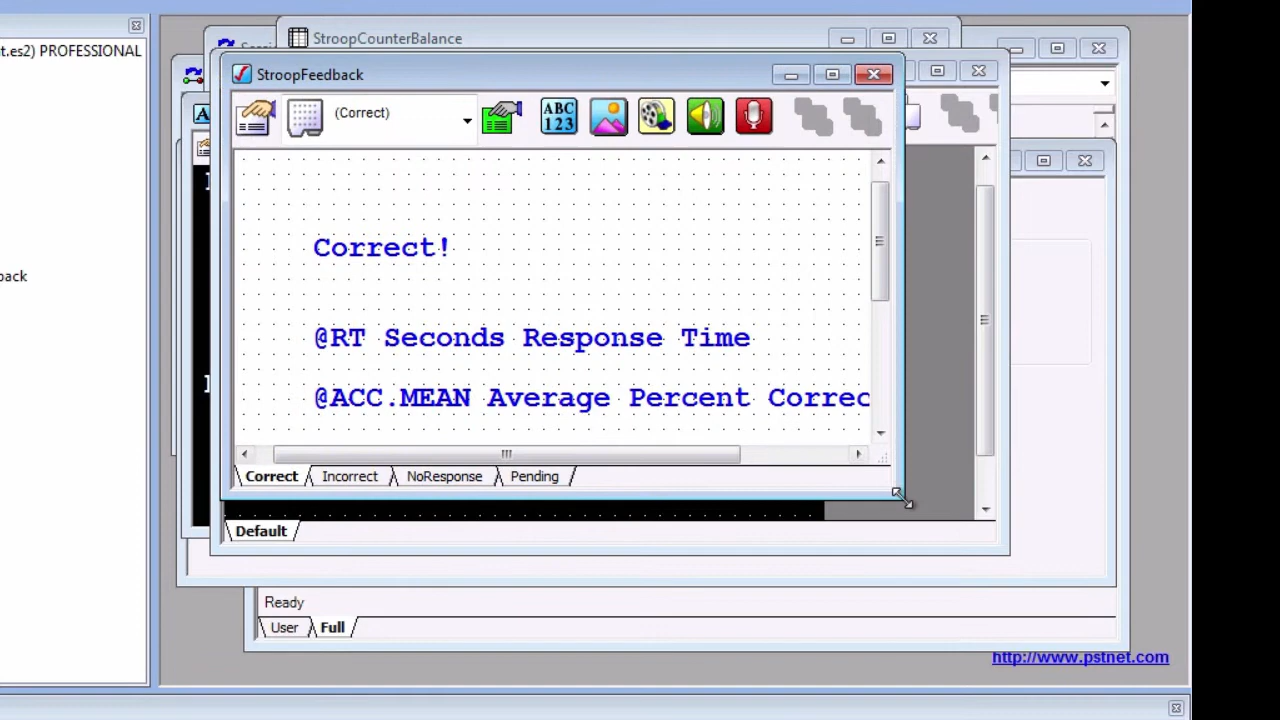 StroopCounterBalance
t.es2) PROFESSIONAL
StroopFeedback
(Correct)
ABC
123
Correct!
back
@RT Seconds Response Time
@ACC.MEAN Average Percent Correc
Correct Incorrect NoResponse Pending
Default
Ready
User Full
http://www.pstnet.com